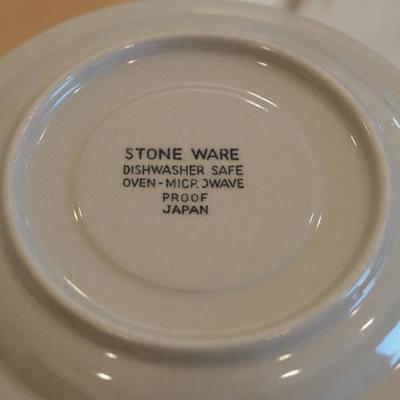 STONE WARE
DISHWASHER SAFE
OVEN-MICROWAVE
PROOF
JAPAN